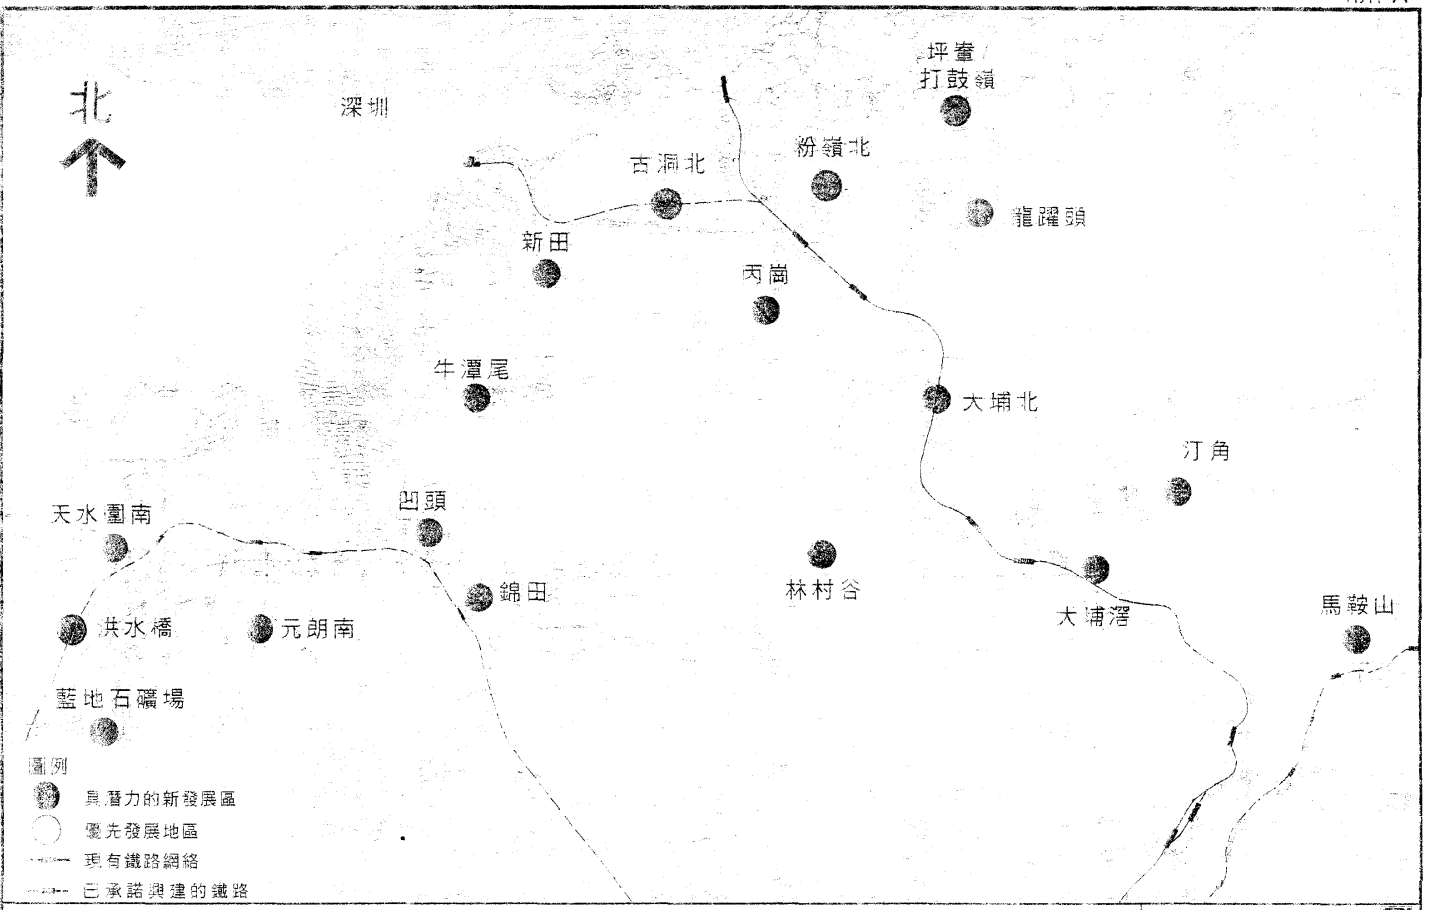 北
深圳
坪輋/
打鼓嶺
粉嶺北
古洞北
龍躍頭
新田
丙崗
牛潭尾
大埔北
汀角
凹頭
天水圍南
錦田
林村谷
大埔滘
馬鞍山
洪水橋
元朗南
藍地石礦場
圖例
具潛力的新發展區
優先發展地區
現有鐵路網絡
已承諾興建的鐵路